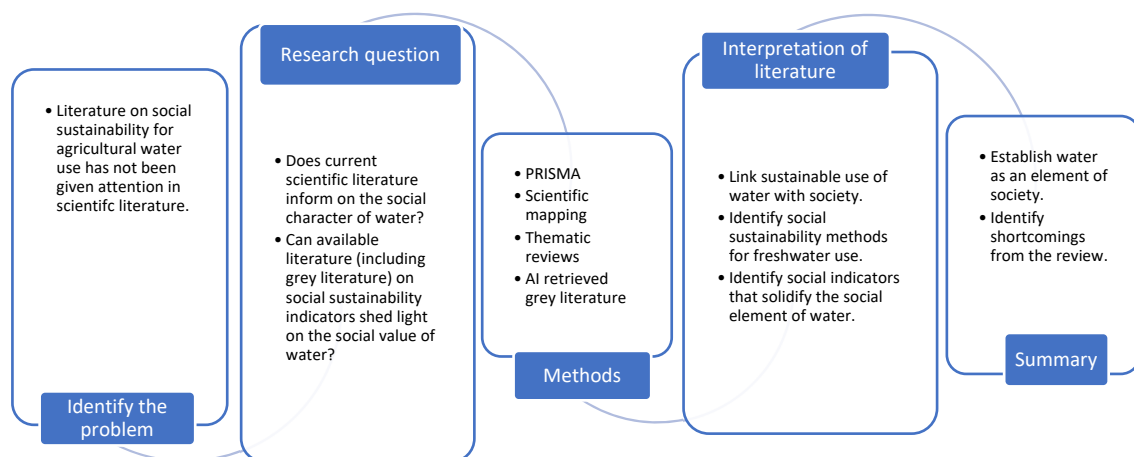 • Literature on social
sustainability for
agricultural water
use has not been
given attention in
scientifc literature.
Identify the
problem
Research question
• Does current
scientific literature
inform on the social
character of water?
• Can available
literature (including
grey literature) on
social sustainability
indicators shed light
on the social value of
water?
• PRISMA
• Scientific
mapping
• Thematic
reviews
• AI retrieved
grey literature
Methods
Interpretation of
literature
• Link sustainable use of
water with society.
• Identify social
sustainability methods
for freshwater use.
• Identify social indicators
that solidify the social
element of water.
• Establish water
as an element of
society.
• Identify
shortcomings
from the review.
Summary